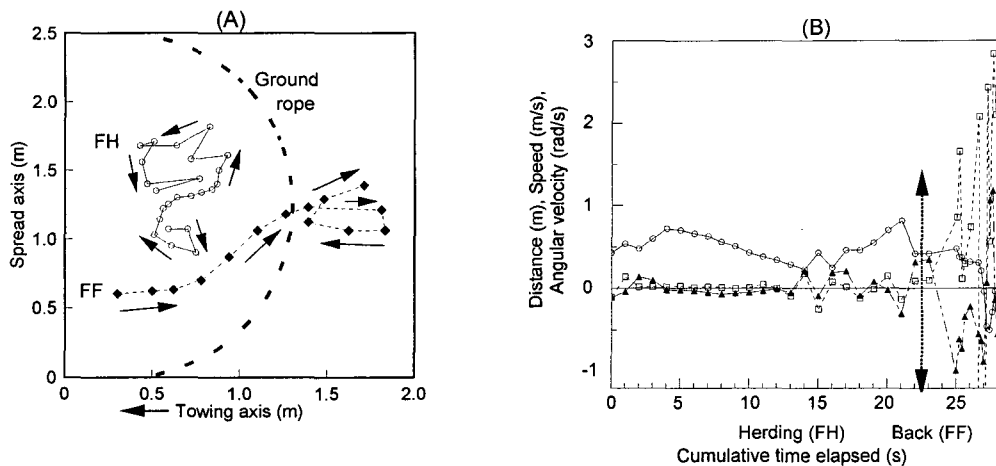 (A)
2.5
2.0
1.5
1.0
0.5
0
Spread axis (m)
Ground
rope
FH
FF
0
0.5
1.0
1.5
2.0
Towing axis (m)
(B)
3
2
1
0
-1
Distance (m), Speed (m/s),
Angular velocity (rad/s)
0
5
10
15
20
25
Herding (FH)
Back (FF)
Cumulative time elapsed (s)